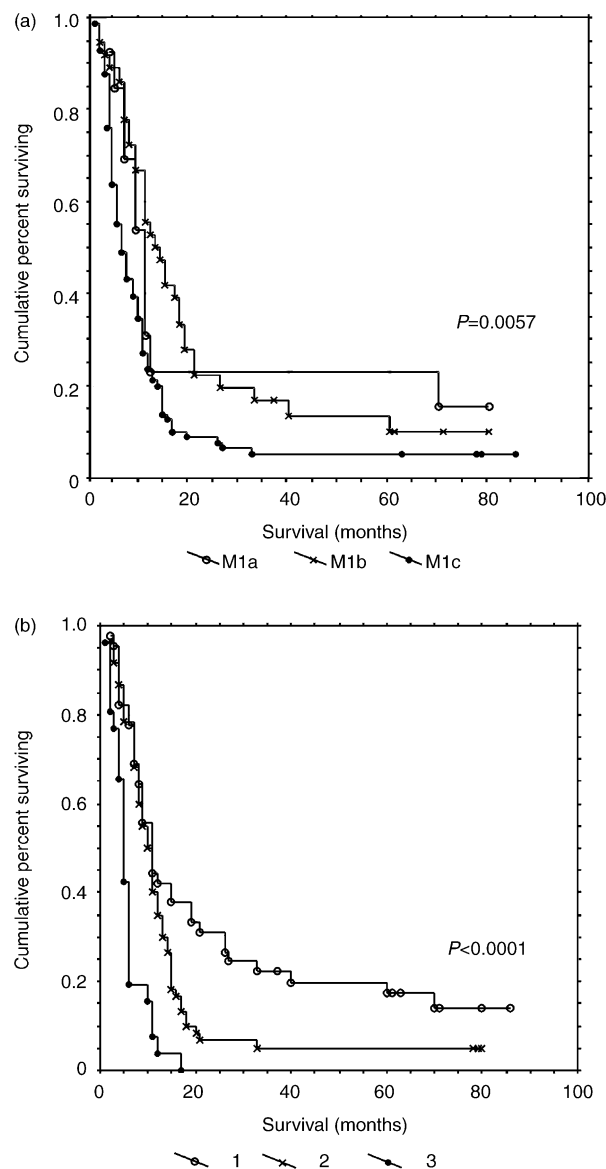 (a)
1.0
0.8
0.6
0.4
0.2
0
Cumulative percent surviving
P=0.0057
0 20 40 60 80 100
Survival (months)
M1a M1b M1c
(b)
1.0
0.8
0.6
0.4
0.2
0
Cumulative percent surviving
P<0.0001
0 20 40 60 80 100
Survival (months)
1 2 3